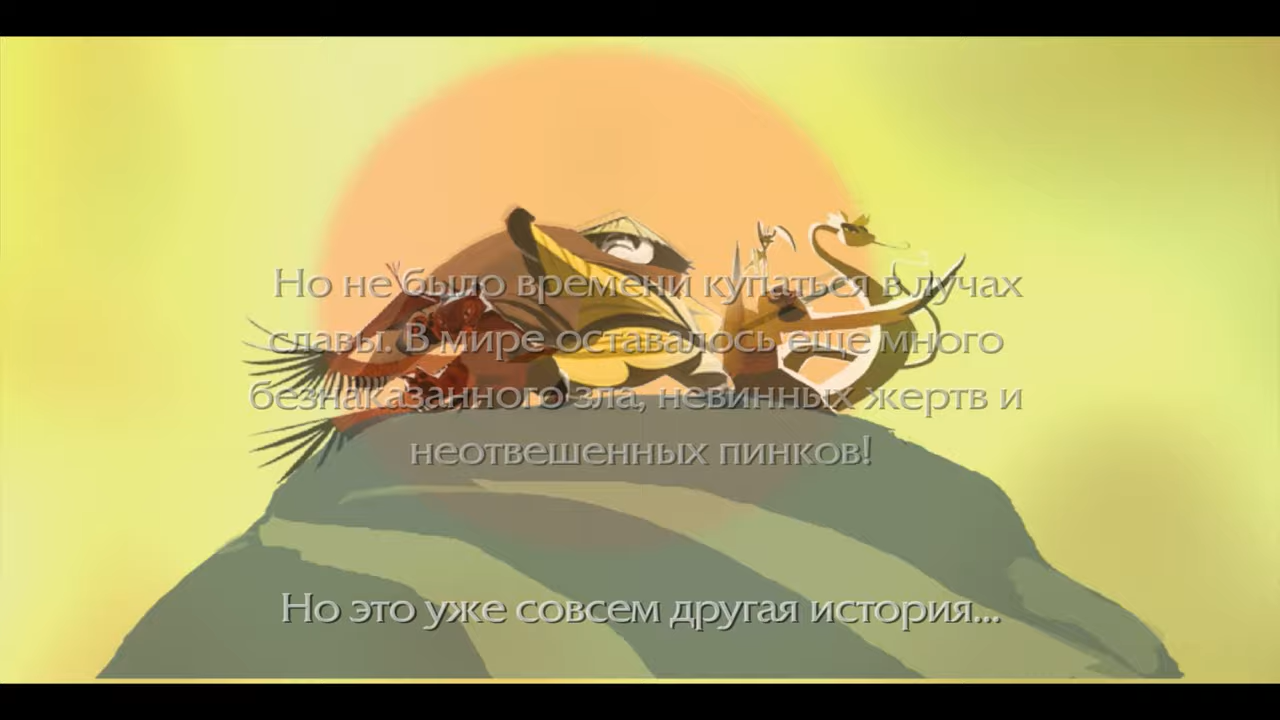 Но не было времени купаться в лучах
славы. В мире оставалось еще много
безнаказанного зла, невинных жертв и
неотвешенных пинков!
Но это уже совсем другая история...